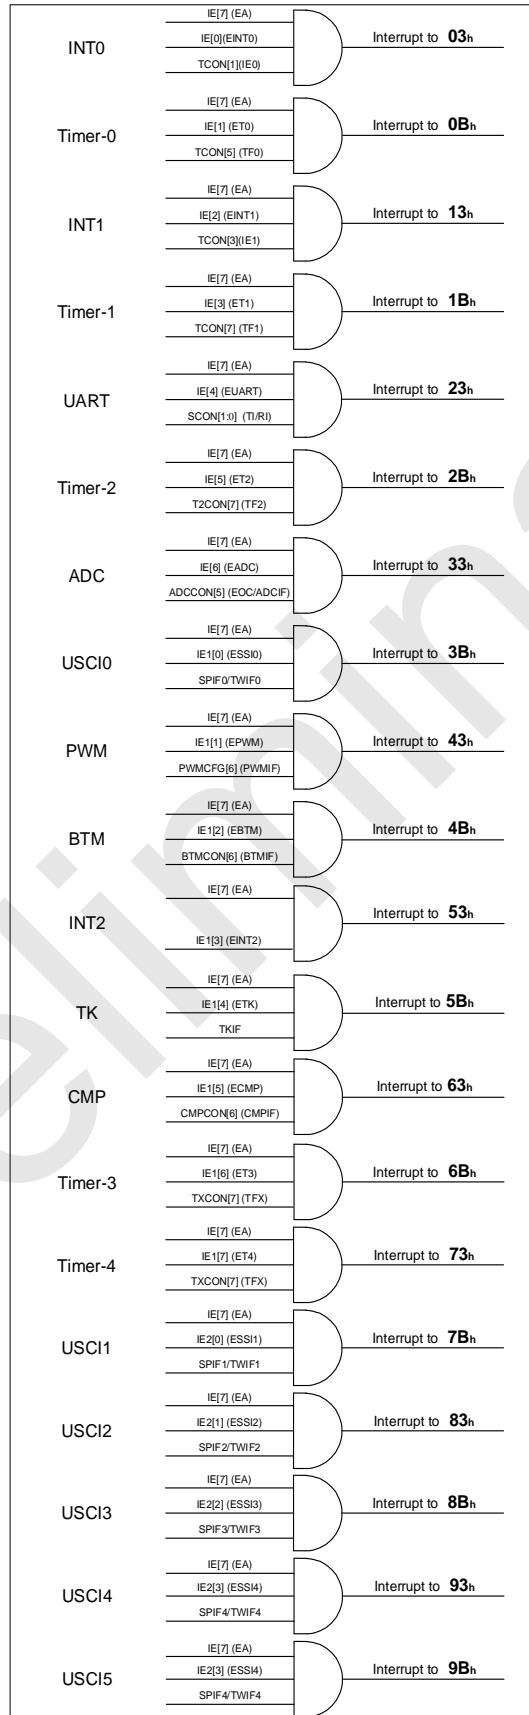 IE[7] (EA)
INT0
IE[0](EINT0)
Interrupt to 03h
TCON[1](IE0)
IE[7] (EA)
Timer-0
IE[1] (ET0)
Interrupt to 0Bh
TCON[5] (TF0)
IE[7] (EA)
INT1
IE[2] (EINT1)
Interrupt to 13h
TCON[3](IE1)
IE[7] (EA)
Timer-1
IE[3] (ET1)
Interrupt to 1Bh
TCON[7] (TF1)
IE[7] (EA)
UART
IE[4] (EUART)
Interrupt to 23h
SCON[1:0] (TI/RI)
IE[7] (EA)
Timer-2
IE[5] (ET2)
Interrupt to 2Bh
T2CON[7] (TF2)
IE[7] (EA)
ADC
IE[6] (EADC)
Interrupt to 33h
ADCCON[5] (EOC/ADCIF)
IE[7] (EA)
USCI0
IE1[0] (ESSI0)
Interrupt to 3Bh
SPIF0/TWIF0
IE[7] (EA)
PWM
IE1[1] (EPWM)
Interrupt to 43h
PWMCFG[6] (PWMIF)
IE[7] (EA)
BTM
IE1[2] (EBTM)
Interrupt to 4Bh
BTMCON[6] (BTMIF)
IE[7] (EA)
INT2
Interrupt to 53h
IE1[3] (EINT2)
IE[7] (EA)
TK
IE1[4] (ETK)
Interrupt to 5Bh
TKIF
IE[7] (EA)
CMP
IE1[5] (ECMP)
Interrupt to 63h
CMPCON[6] (CMPIF)
IE[7] (EA)
Timer-3
IE1[6] (ET3)
Interrupt to 6Bh
TXCON[7] (TFX)
IE[7] (EA)
Timer-4
IE1[7] (ET4)
Interrupt to 73h
TXCON[7] (TFX)
IE[7] (EA)
USCI1
IE2[0] (ESSI1)
Interrupt to 7Bh
SPIF1/TWIF1
IE[7] (EA)
USCI2
IE2[1] (ESSI2)
Interrupt to 83h
SPIF2/TWIF2
IE[7] (EA)
USCI3
IE2[2] (ESSI3)
Interrupt to 8Bh
SPIF3/TWIF3
IE[7] (EA)
USCI4
IE2[3] (ESSI4)
Interrupt to 93h
SPIF4/TWIF4
IE[7] (EA)
USCI5
IE2[3] (ESSI4)
Interrupt to 9Bh
SPIF4/TWIF4
elimin